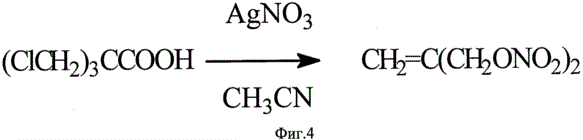 AgNO3
(ClCH2)3CCOOH
CH2=C(CH2ONO2)2
CH3CN
Фиг.4